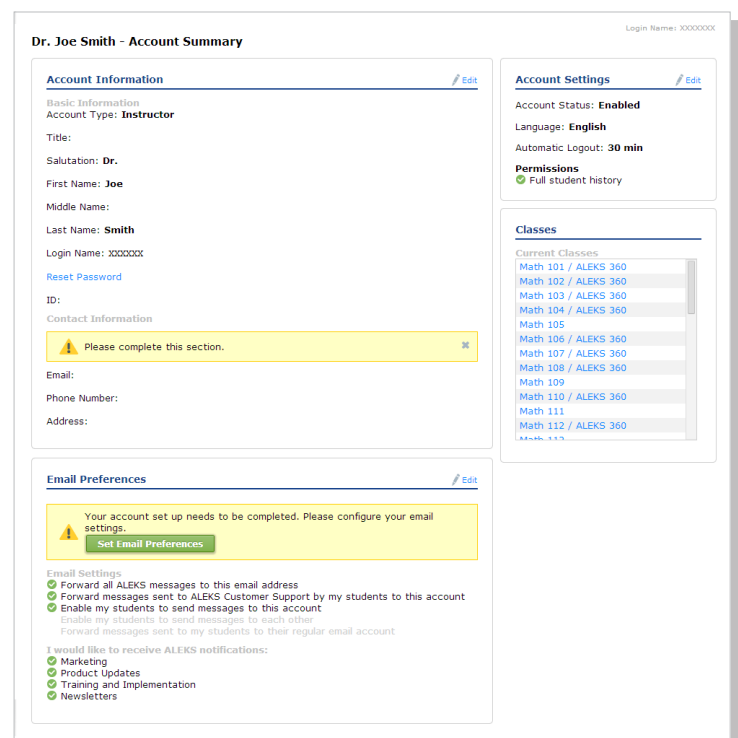 Login Name: XXXXXXX
Dr. Joe Smith - Account Summary
Account Information
Edit
Basic Information
Account Type: Instructor
Title:
Salutation: Dr.
First Name: Joe
Middle Name:
Last Name: Smith
Login Name: XXXXXX
Reset Password
ID:
Contact Information
Please complete this section.
Email:
Phone Number:
Address:
Email Preferences
Edit
Your account set up needs to be completed. Please configure your email
settings.
Set Email Preferences
Email Settings
Forward all ALEKS messages to this email address
Forward messages sent to ALEKS Customer Support by my students to this account
Enable my students to send messages to this account
Enable my students to send messages to each other
Forward messages sent to my students to their regular email account
I would like to receive ALEKS notifications:
Marketing
Product Updates
Training and Implementation
Newsletters
Account Settings
Edit
Account Status: Enabled
Language: English
Automatic Logout: 30 min
Permissions
Full student history
Classes
Current Classes
Math 101 / ALEKS 360
Math 102 / ALEKS 360
Math 103 / ALEKS 360
Math 104 / ALEKS 360
Math 105
Math 106 / ALEKS 360
Math 107 / ALEKS 360
Math 108 / ALEKS 360
Math 109
Math 110 / ALEKS 360
Math 111
Math 112 / ALEKS 360
Math 113